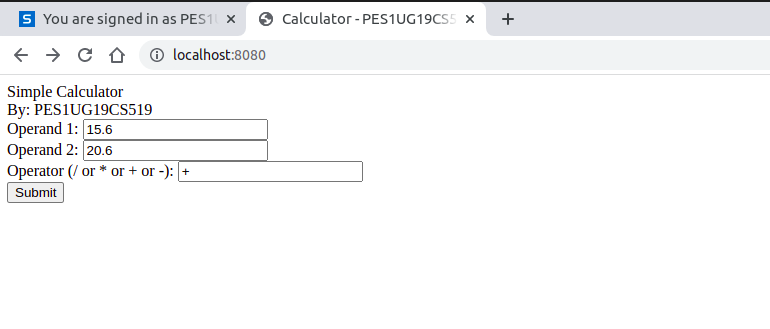 S You are signed in as PES1U
Calculator - PES1UG19CS5
localhost:8080
Simple Calculator
By: PES1UG19CS519
Operand 1: 15.6
Operand 2: 20.6
Operator (/ or * or + or -): +
Submit